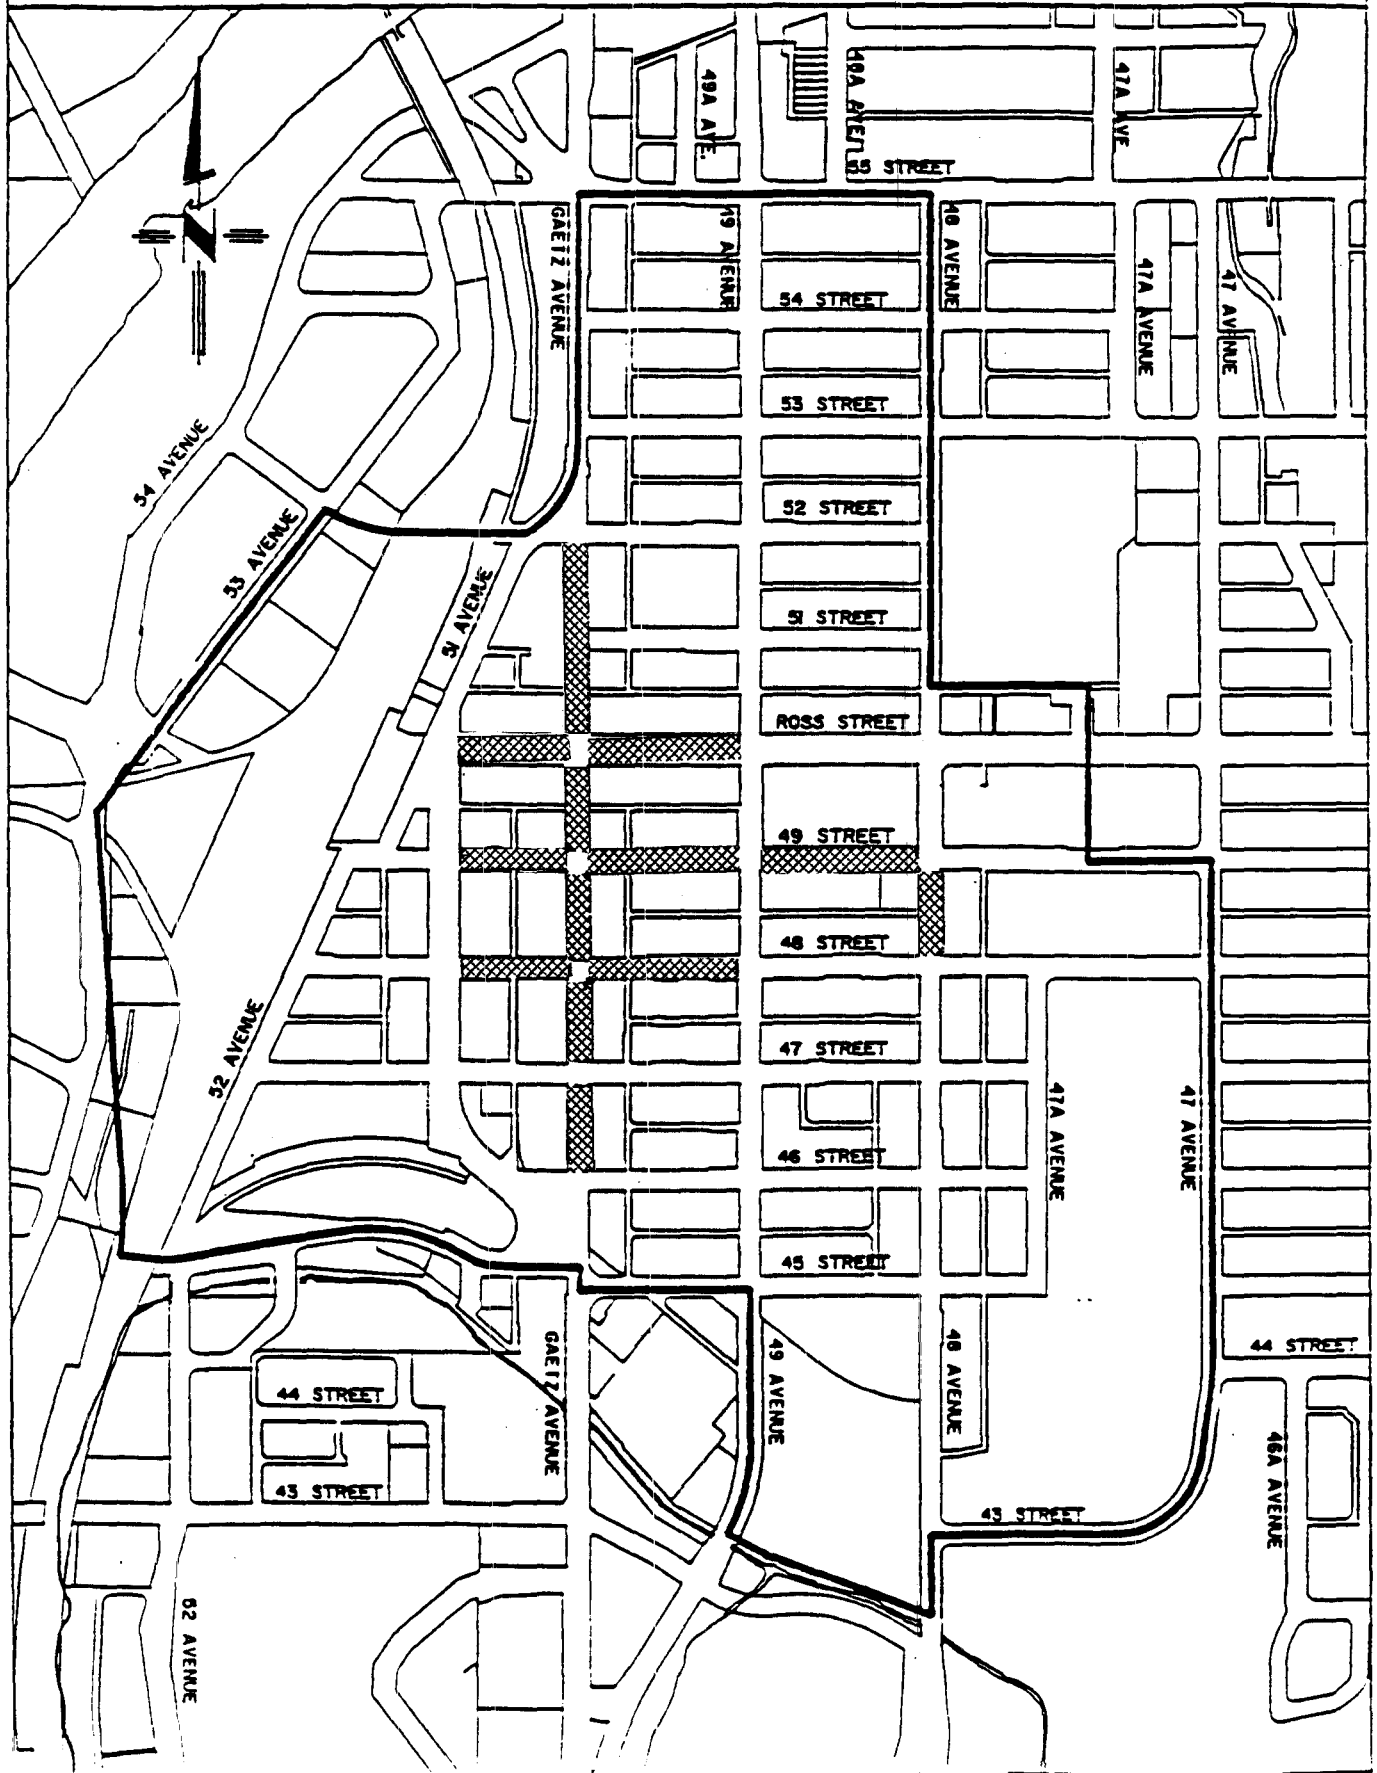 49A AVE.
48A AVE.
47A AVE
55 STREET
GAETZ AVENUE
49 AVENUE
48 AVENUE
47A AVENUE
47 AVENUE
54 STREET
53 STREET
54 AVENUE
52 STREET
53 AVENUE
51 AVENUE
51 STREET
ROSS STREET
49 STREET
48 STREET
52 AVENUE
47 STREET
47A AVENUE
47 AVENUE
46 STREET
45 STREET
GAETZ AVENUE
49 AVENUE
48 AVENUE
44 STREET
44 STREET
46A AVENUE
43 STREET
43 STREET
52 AVENUE
N